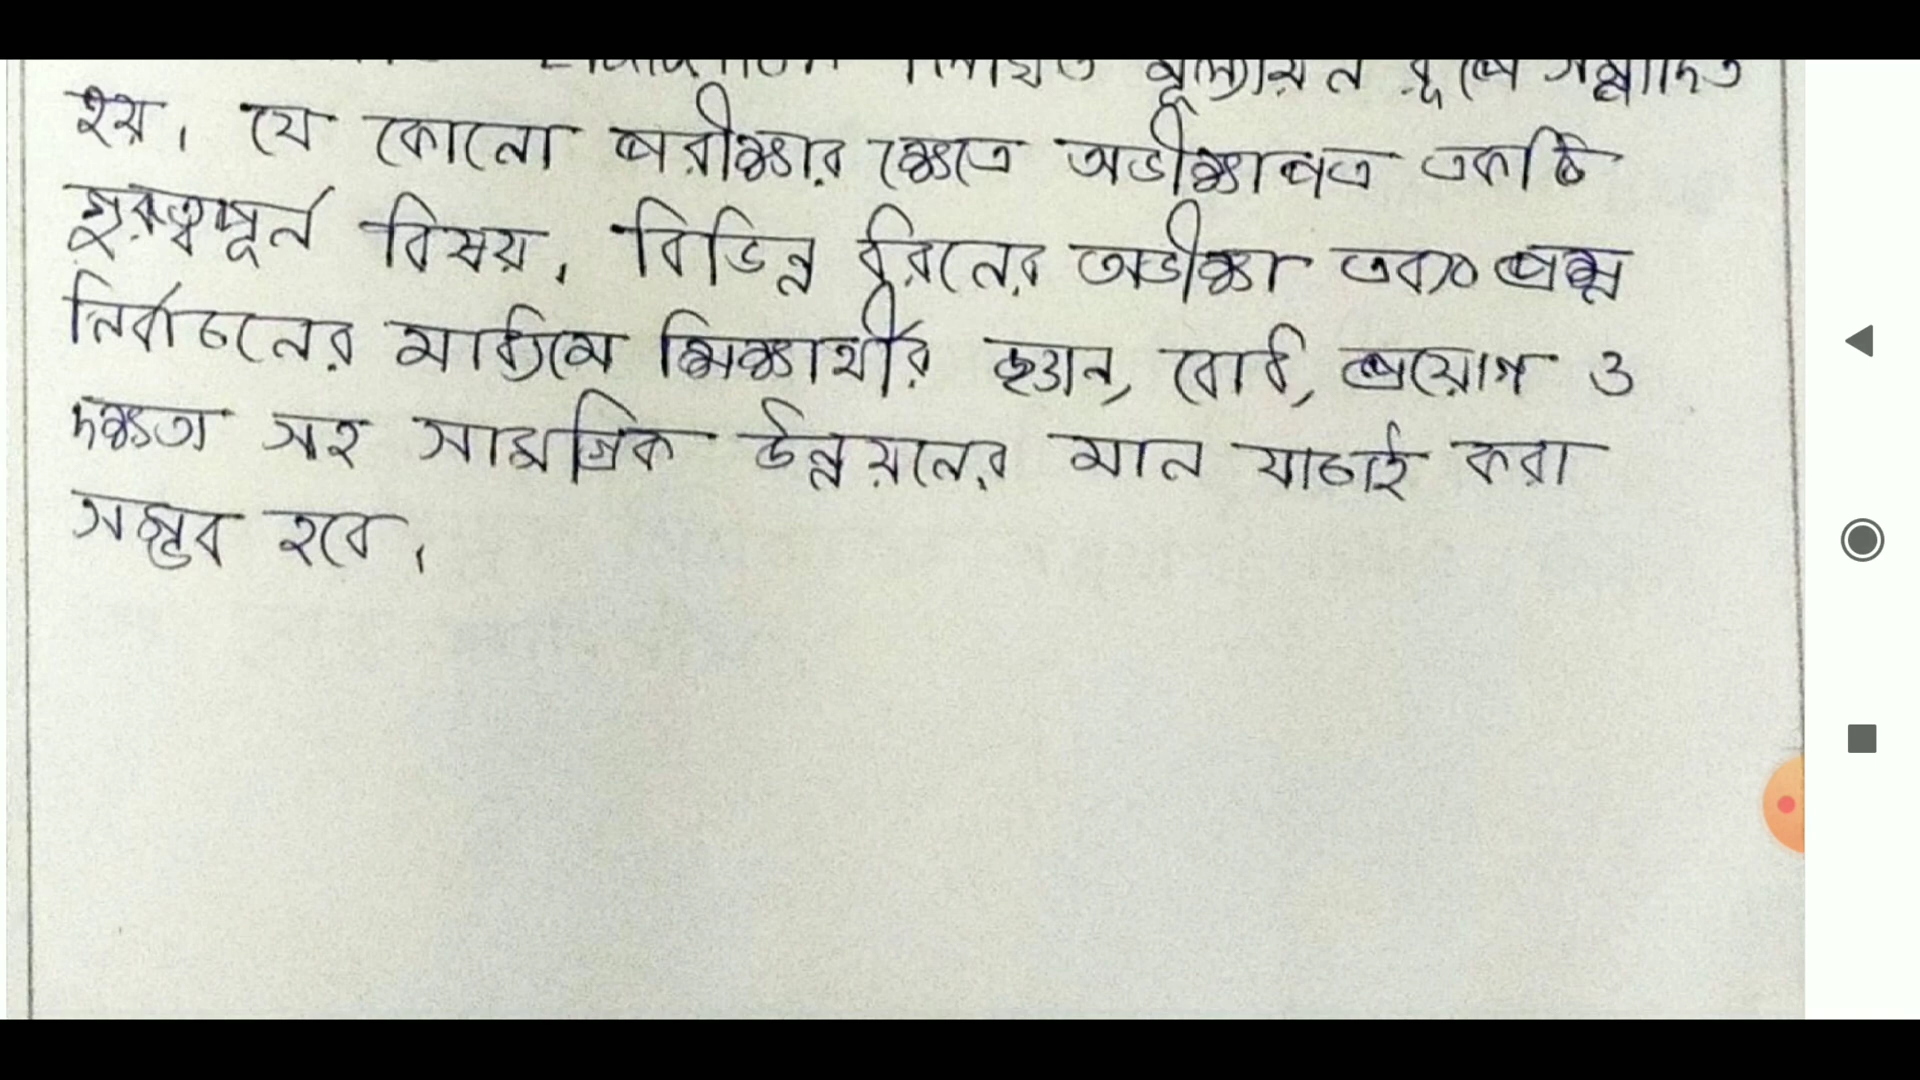 লিখিত মূল্যায়ন রূপে সম্পাদিত
হয়। যে কোনো পরীক্ষার ক্ষেত্রে অভীক্ষাপত্র একটি
গুরুত্বপূর্ন বিষয়। বিভিন্ন ধরনের অভীক্ষা এবং প্রশ্ন
নির্বাচনের মাধ্যমে শিক্ষার্থীর জ্ঞান, বোধ, প্রয়োগ ও
দক্ষতা সহ সামগ্রিক উন্নয়নের মান যাচাই করা
সম্ভব হবে।